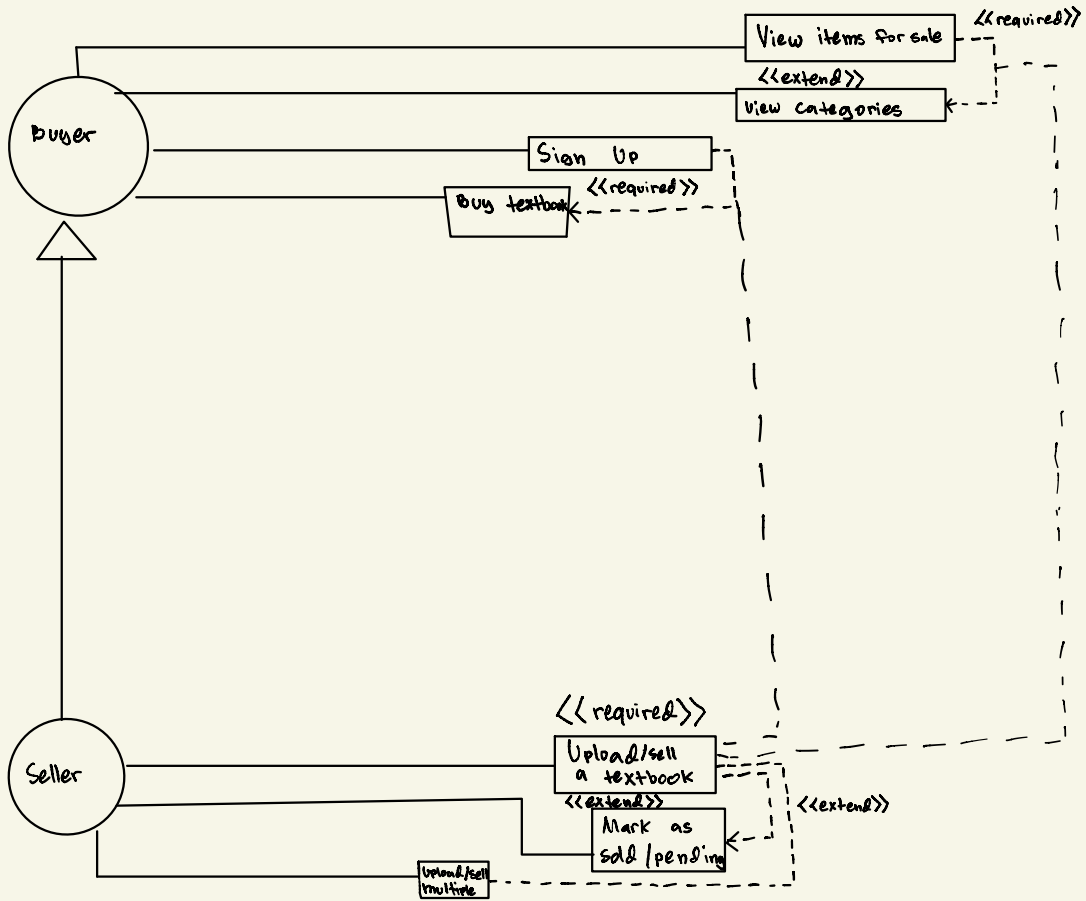 <<required>>
View items for sale
<<extend>>
View categories
Buyer
Sign Up
<<required>>
Buy textbook
<<required>>
Upload/sell
a textbook
Seller
<<extend>>
<<extend>>
Mark as
sold/pending
Upload/sell
multiple